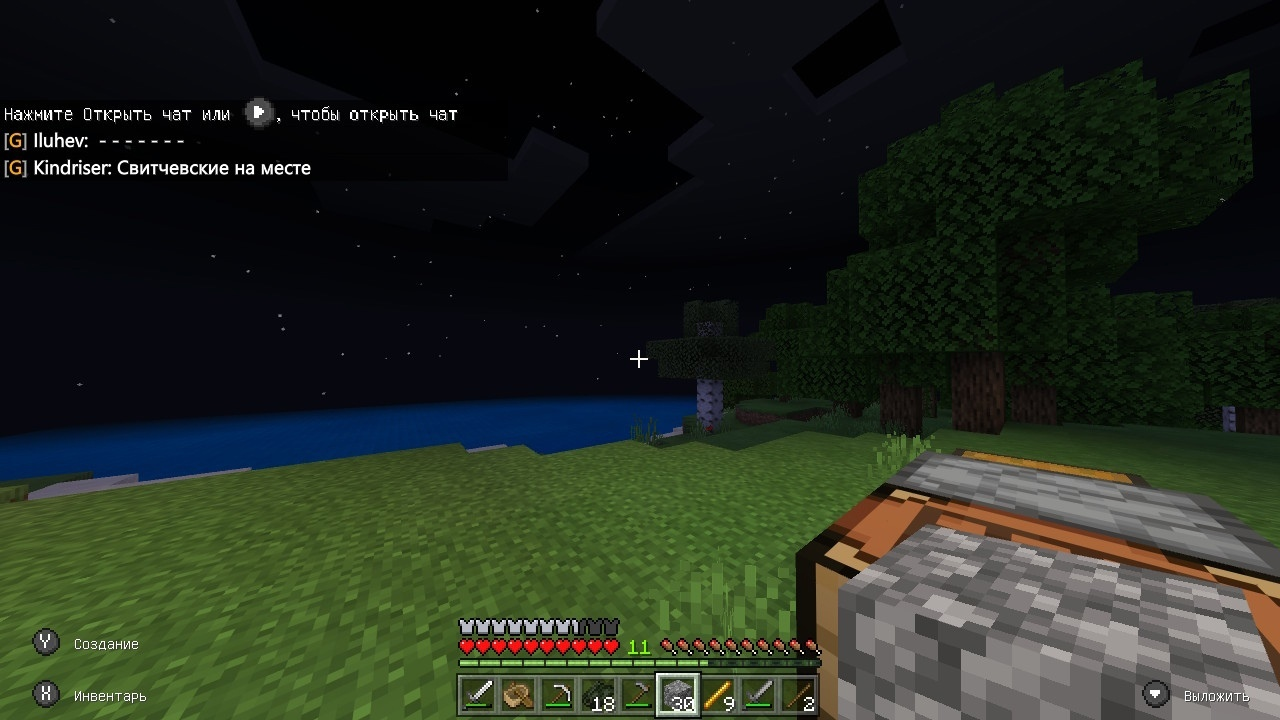 Нажмите Открыть чат или , чтобы открыть чат
[G] Iluhev: - - - - - - -
[G] Kindriser: Свитчевские на месте
11
Y Создание
X Инвентарь
18
30
9
2
Выложить